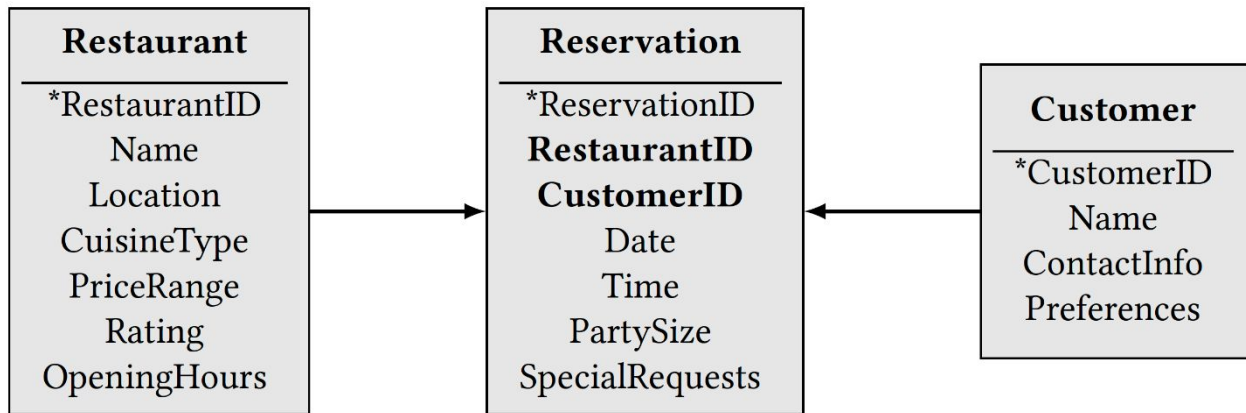 Restaurant
*RestaurantID
Name
Location
CuisineType
PriceRange
Rating
OpeningHours
Reservation
*ReservationID
RestaurantID
CustomerID
Date
Time
PartySize
SpecialRequests
Customer
*CustomerID
Name
ContactInfo
Preferences